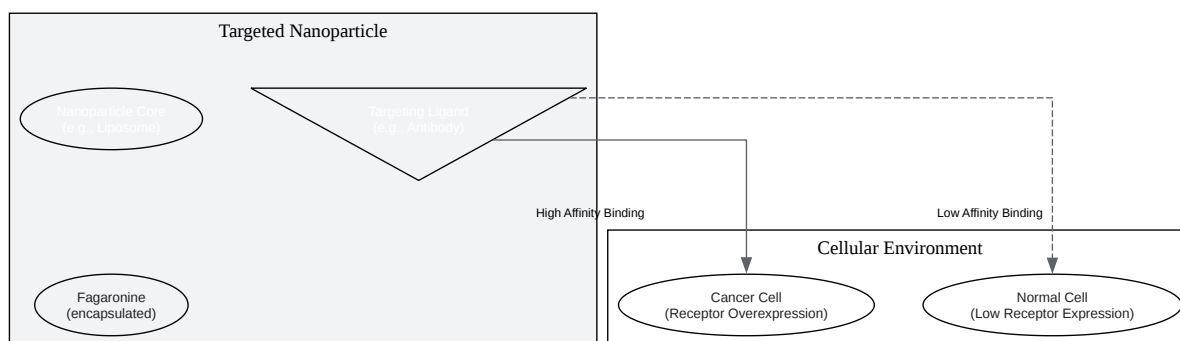 Targeted Nanoparticle
Nanoparticle Core
(e.g., Liposome)
Targeting Ligand
(e.g., Antibody)
High Affinity Binding
Low Affinity Binding
Cellular Environment
Fagaronine
(encapsulated)
Cancer Cell
(Receptor Overexpression)
Normal Cell
(Low Receptor Expression)